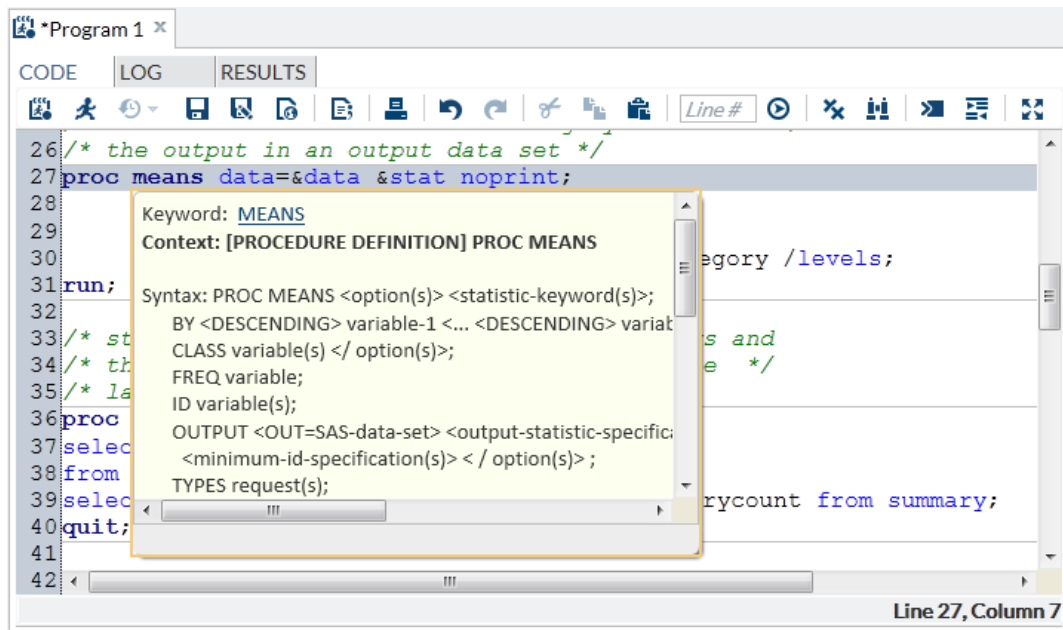 *Program 1 ×
CODE LOG RESULTS
Line #
26 /* the output in an output data set */
27 proc means data=&data &stat noprint;
28
29
30 egory /levels;
31 run;
32
33 /* st s and
34 /* th e */
35 /* la
36 proc
37 selec
38 from
39 selec rycount from summary;
40 quit;
41
42
Keyword: MEANS
Context: [PROCEDURE DEFINITION] PROC MEANS
Syntax: PROC MEANS <option(s)> <statistic-keyword(s)>;
BY <DESCENDING> variable-1 <... <DESCENDING> variab
CLASS variable(s) </ option(s)>;
FREQ variable;
ID variable(s);
OUTPUT <OUT=SAS-data-set> <output-statistic-specific
<minimum-id-specification(s)> < / option(s)> ;
TYPES request(s);
Line 27, Column 7